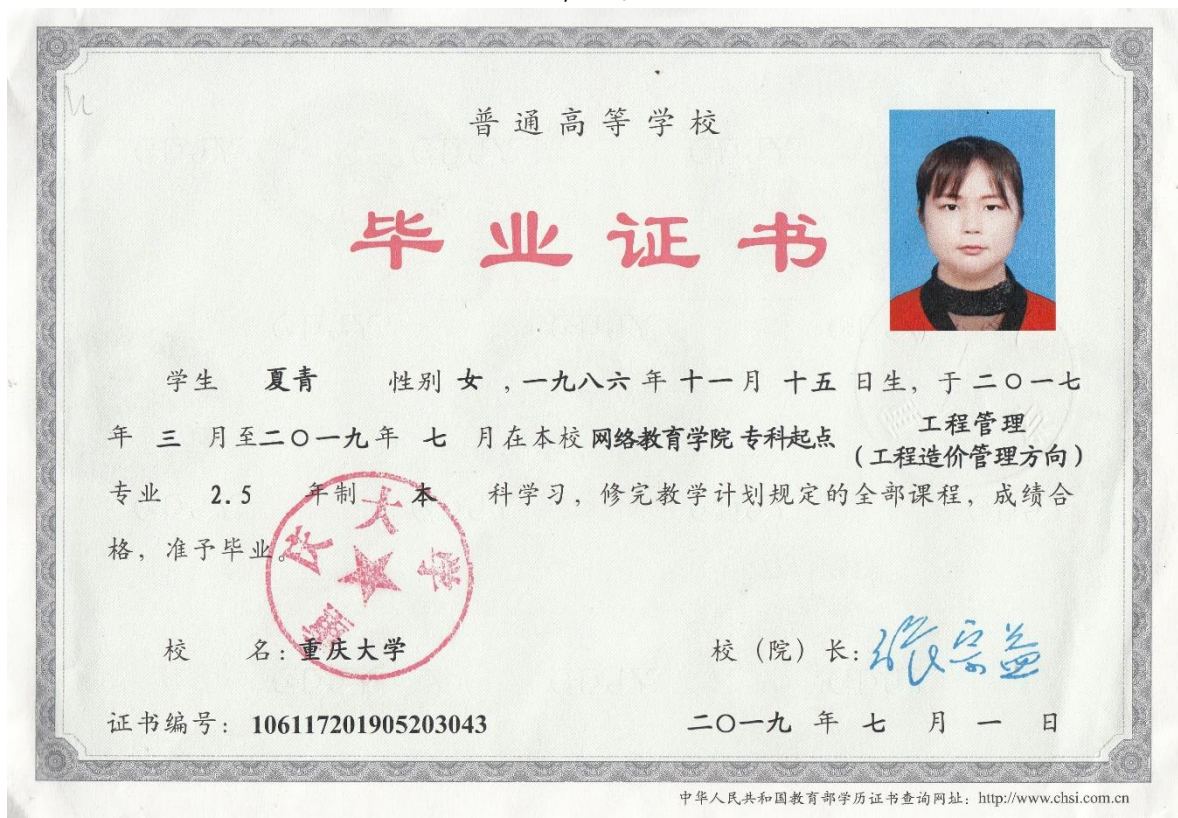 普通高等学校
毕业证书
学生 夏青 性别 女 ，一九八六 年 十一 月 十五 日生，于 二〇一七
年 三 月至 二〇一九 年 七 月在本校 网络教育学院 专科起点 工程管理
（工程造价管理方向）
专业 2.5 年制 本 科学习，修完教学计划规定的全部课程，成绩合
格，准予毕业。
重庆大学
校 名：重庆大学 校（院）长：张宗益
证书编号： 106117201905203043 二〇一九 年 七 月 一 日
中华人民共和国教育部学历证书查询网址：http://www.chsi.com.cn